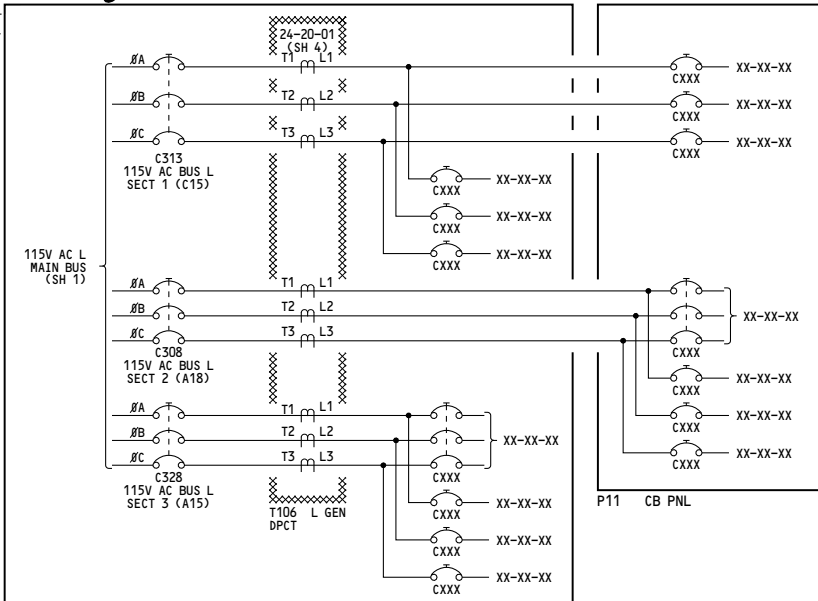 24-20-01
(SH 4)
ØA T1 L1 CXXX XX-XX-XX
ØB T2 L2 CXXX XX-XX-XX
ØC T3 L3 CXXX XX-XX-XX
C313
115V AC BUS L
SECT 1 (C15)
CXXX XX-XX-XX
CXXX XX-XX-XX
CXXX XX-XX-XX
115V AC L
MAIN BUS
(SH 1)
ØA T1 L1
ØB T2 L2 XX-XX-XX
ØC T3 L3 CXXX
C308
115V AC BUS L
SECT 2 (A18)
CXXX XX-XX-XX
CXXX XX-XX-XX
CXXX XX-XX-XX
ØA T1 L1
ØB T2 L2 XX-XX-XX
ØC T3 L3 CXXX
C328
115V AC BUS L
SECT 3 (A15)
CXXX XX-XX-XX
CXXX XX-XX-XX
CXXX XX-XX-XX
T106 L GEN
DPCT
P11 CB PNL